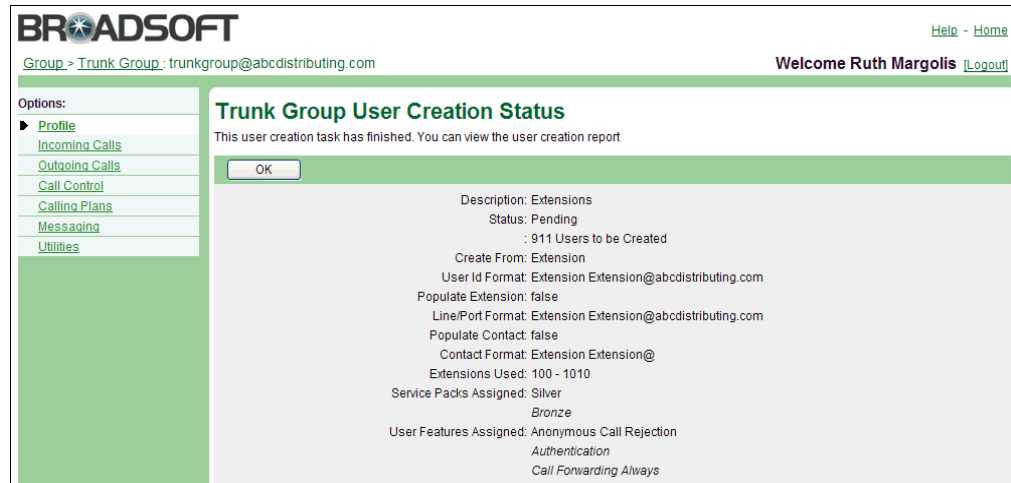 BROADSOFT
Help - Home
Group > Trunk Group : trunkgroup@abcdistributing.com
Welcome Ruth Margolis [Logout]
Options:
Profile
Incoming Calls
Outgoing Calls
Call Control
Calling Plans
Messaging
Utilities
Trunk Group User Creation Status
This user creation task has finished. You can view the user creation report
OK
Description: Extensions
Status: Pending
: 911 Users to be Created
Create From: Extension
User Id Format: Extension Extension@abcdistributing.com
Populate Extension: false
Line/Port Format: Extension Extension@abcdistributing.com
Populate Contact: false
Contact Format: Extension Extension@
Extensions Used: 100 - 1010
Service Packs Assigned: Silver
Bronze
User Features Assigned: Anonymous Call Rejection
Authentication
Call Forwarding Always